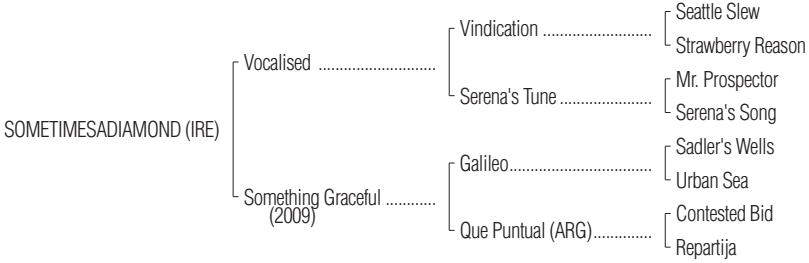 Seattle Slew
Vindication ..........................
Strawberry Reason
Vocalised ............................
Mr. Prospector
Serena's Tune ......................
Serena's Song
SOMETIMESADIAMOND (IRE)
Sadler's Wells
Galileo..................................
Urban Sea
Something Graceful ............
(2009)
Contested Bid
Que Puntual (ARG)..............
Repartija